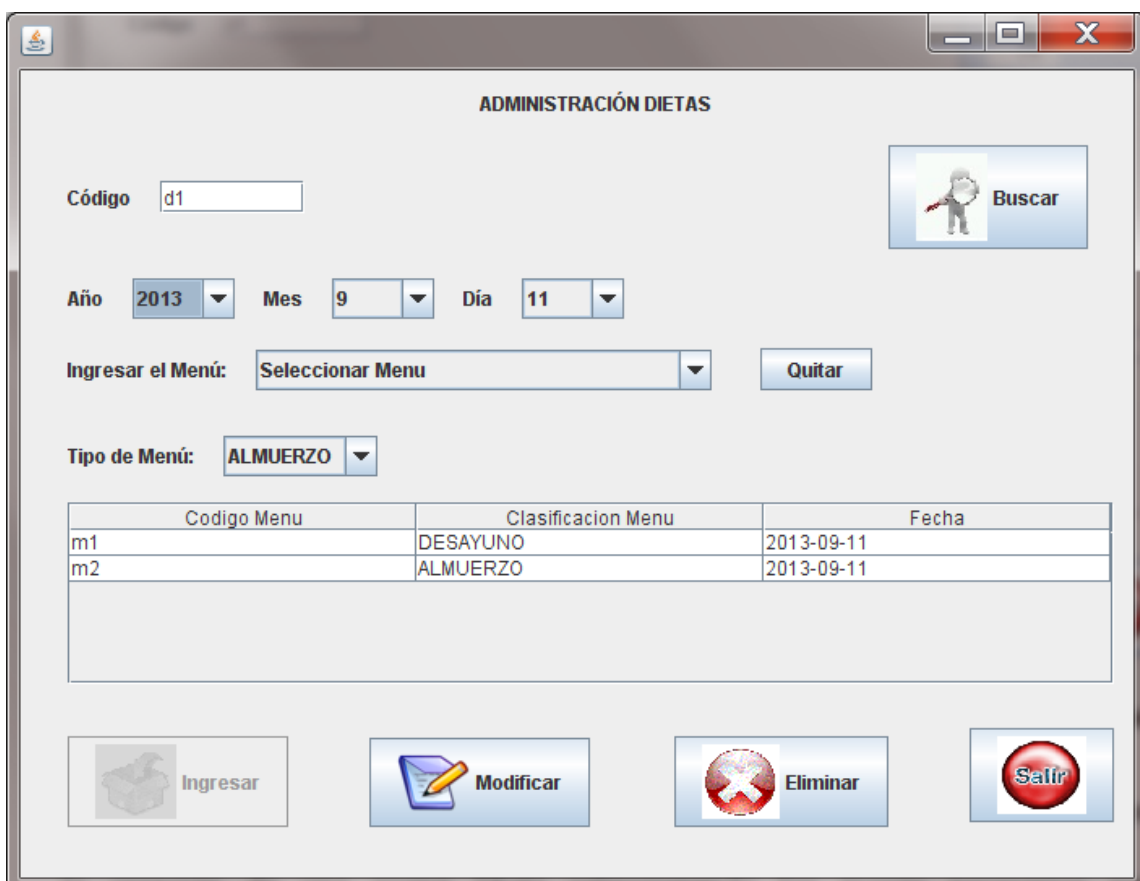 ADMINISTRACIÓN DIETAS
Código d1 Buscar
Año 2013 Mes 9 Día 11
Ingresar el Menú: Seleccionar Menu Quitar
Tipo de Menú: ALMUERZO
Codigo Menu Clasificacion Menu Fecha
m1 DESAYUNO 2013-09-11
m2 ALMUERZO 2013-09-11
Ingresar Modificar Eliminar Salir